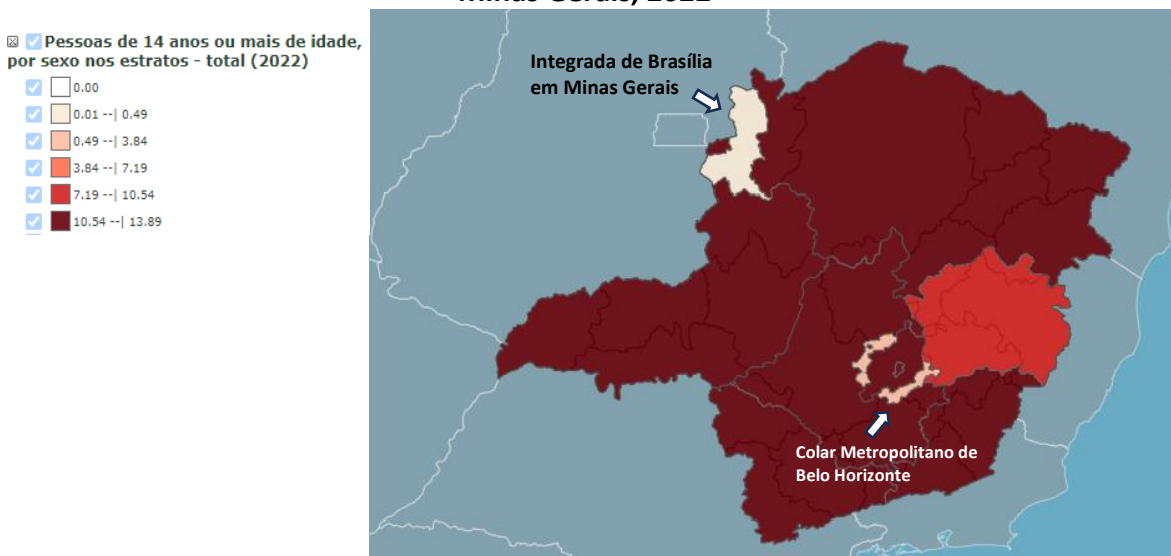 Minas Gerais, 2022
Pessoas de 14 anos ou mais de idade,
por sexo nos estratos - total (2022)
0.00
0.01 --| 0.49
0.49 --| 3.84
3.84 --| 7.19
7.19 --| 10.54
10.54 --| 13.89
Integrada de Brasília
em Minas Gerais
Colar Metropolitano de
Belo Horizonte